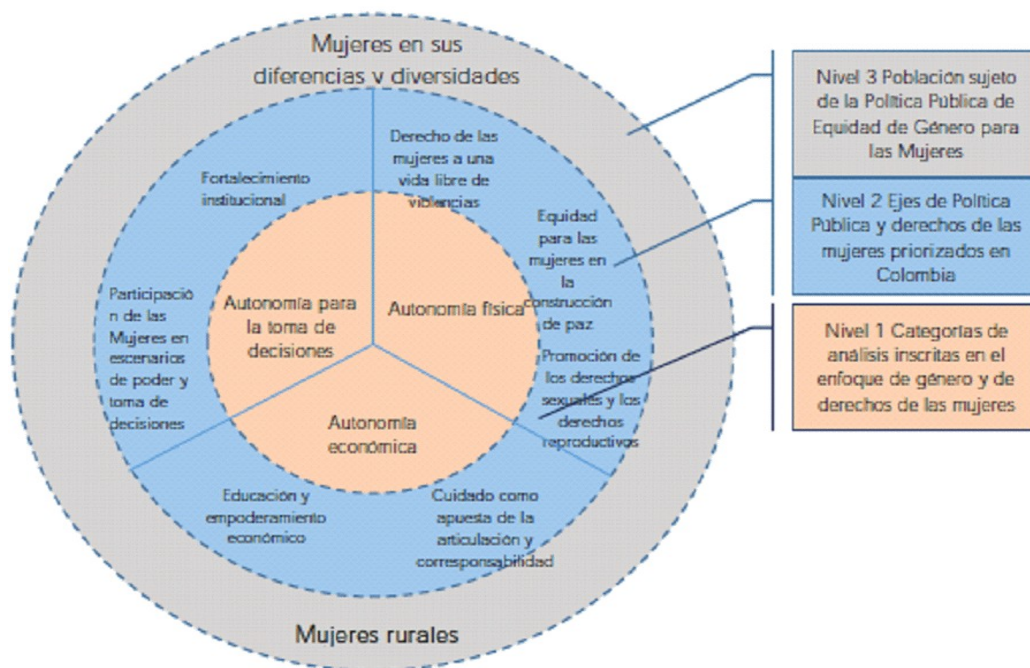 Mujeres en sus
diferencias y diversidades
Derecho de las
mujeres a una
vida libre de
violencias
Fortalecimiento
institucional
Equidad
para las
mujeres en
la
construcción
de paz
Participació
n de las
Mujeres en
escenarios
de poder y
toma de
decisiones
Autonomía para
la toma de
decisiones
Autonomía física
Promoción de
los derechos
sexuales y los
derechos
reproductivos
Autonomía
económica
Educación y
empoderamiento
económico
Cuidado como
apuesta de la
articulación y
corresponsabilidad
Mujeres rurales
Nivel 3 Población sujeto
de la Política Pública de
Equidad de Género para
las Mujeres
Nivel 2 Ejes de Política
Pública y derechos de las
mujeres priorizados en
Colombia
Nivel 1 Categorías de
análisis inscritas en el
enfoque de género y de
derechos de las mujeres